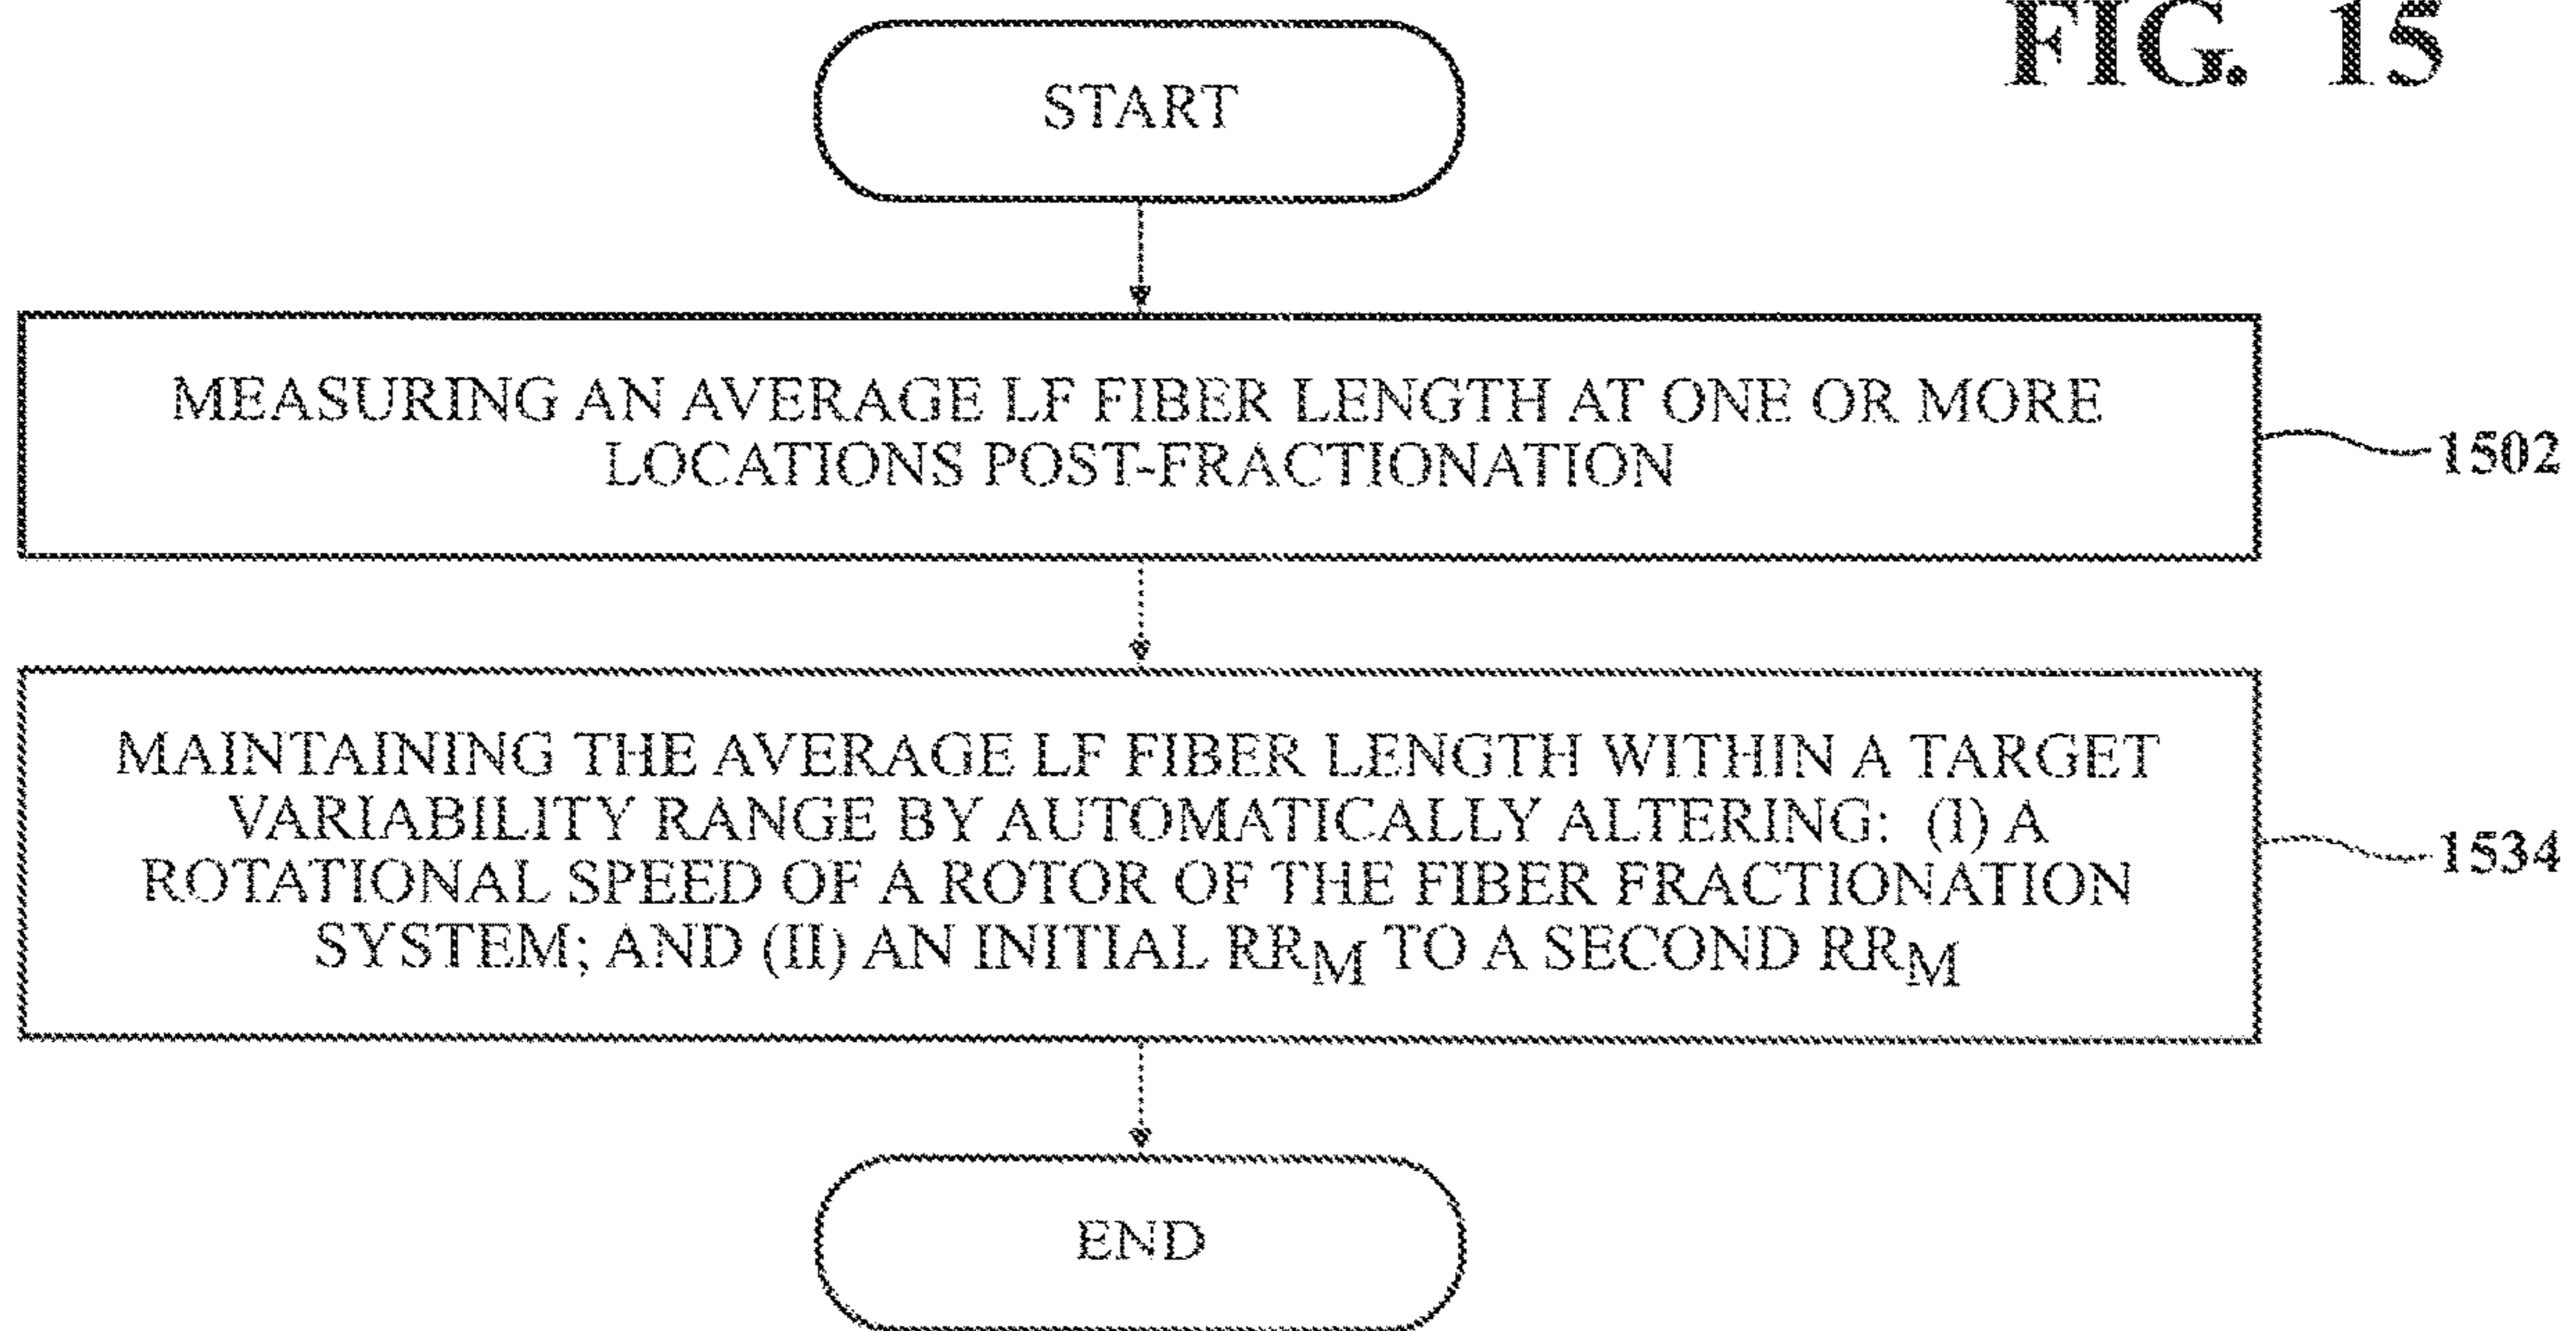 FIG. 15
START
MEASURING AN AVERAGE LF FIBER LENGTH AT ONE OR MORE
LOCATIONS POST-FRACTIONATION
1502
MAINTAINING THE AVERAGE LF FIBER LENGTH WITHIN A TARGET
VARIABILITY RANGE BY AUTOMATICALLY ALTERING: (I) A
ROTATIONAL SPEED OF A ROTOR OF THE FIBER FRACTIONATION
SYSTEM; AND (II) AN INITIAL RRM TO A SECOND RRM
1534
END